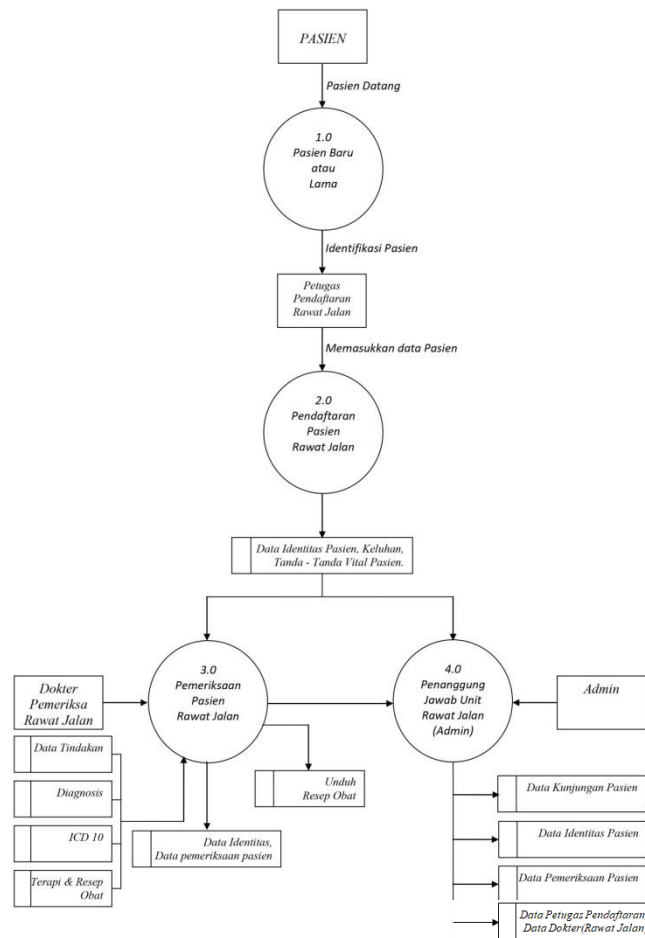 PASIEN
Pasien Datang
1.0
Pasien Baru
atau
Lama
Identifikasi Pasien
Petugas
Pendaftaran
Rawat Jalan
Memasukkan data Pasien
2.0
Pendaftaran
Pasien
Rawat Jalan
Data Identitas Pasien, Keluhan,
Tanda - Tanda Vital Pasien.
Dokter
Pemeriksa
Rawat Jalan
3.0
Pemeriksaan
Pasien
Rawat Jalan
4.0
Penanggung
Jawab Unit
Rawat Jalan
(Admin)
Admin
Data Tindakan
Diagnosis
ICD 10
Terapi & Resep
Obat
Unduh
Resep Obat
Data Identitas,
Data pemeriksaan pasien
Data Kunjungan Pasien
Data Identitas Pasien
Data Pemeriksaan Pasien
Data Petugas Pendaftaran,
Data Dokter(Rawat Jalan)